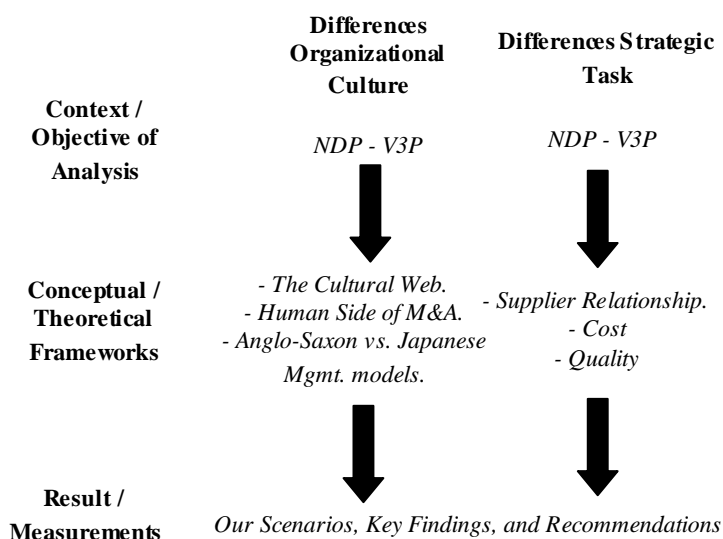 Differences
Organizational
Culture
Differences Strategic
Task
Context /
Objective of
Analysis
NDP - V3P
NDP - V3P
Conceptual /
Theoretical
Frameworks
- The Cultural Web.
- Human Side of M&A.
- Anglo-Saxon vs. Japanese
Mgmt. models.
- Supplier Relationship.
- Cost
- Quality
Result /
Measurements
Our Scenarios, Key Findings, and Recommendations